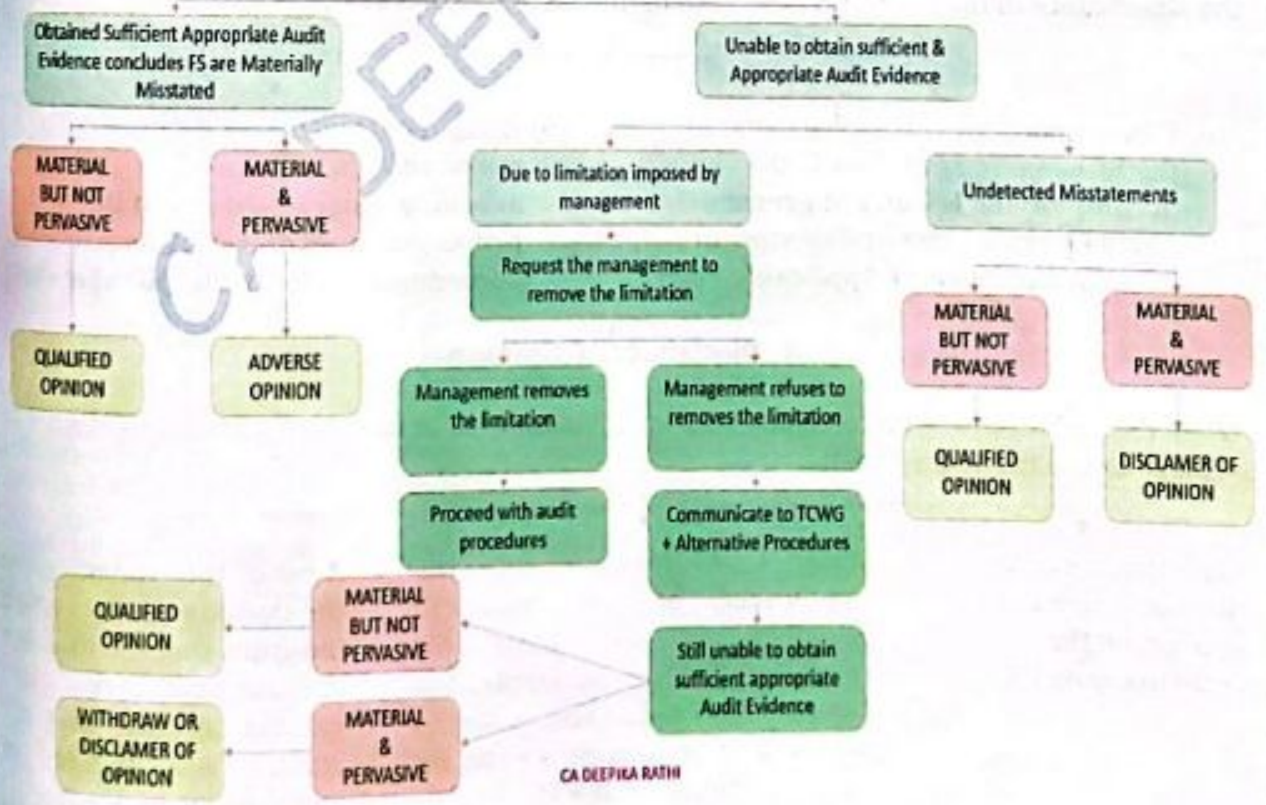 Obtained Sufficient Appropriate Audit
Evidence concludes FS are Materially
Misstated
Unable to obtain sufficient &
Appropriate Audit Evidence
MATERIAL
BUT NOT
PERVASIVE
MATERIAL
&
PERVASIVE
Due to limitation imposed by
management
Undetected Misstatements
Request the management to
remove the limitation
MATERIAL
BUT NOT
PERVASIVE
MATERIAL
&
PERVASIVE
QUALIFIED
OPINION
ADVERSE
OPINION
Management removes
the limitation
Management refuses to
removes the limitation
QUALIFIED
OPINION
DISCLAMER OF
OPINION
Proceed with audit
procedures
Communicate to TCWG
+ Alternative Procedures
QUALIFIED
OPINION
MATERIAL
BUT NOT
PERVASIVE
Still unable to obtain
sufficient appropriate
Audit Evidence
WITHDRAW OR
DISCLAMER OF
OPINION
MATERIAL
&
PERVASIVE
CA DEEPIKA RATHI